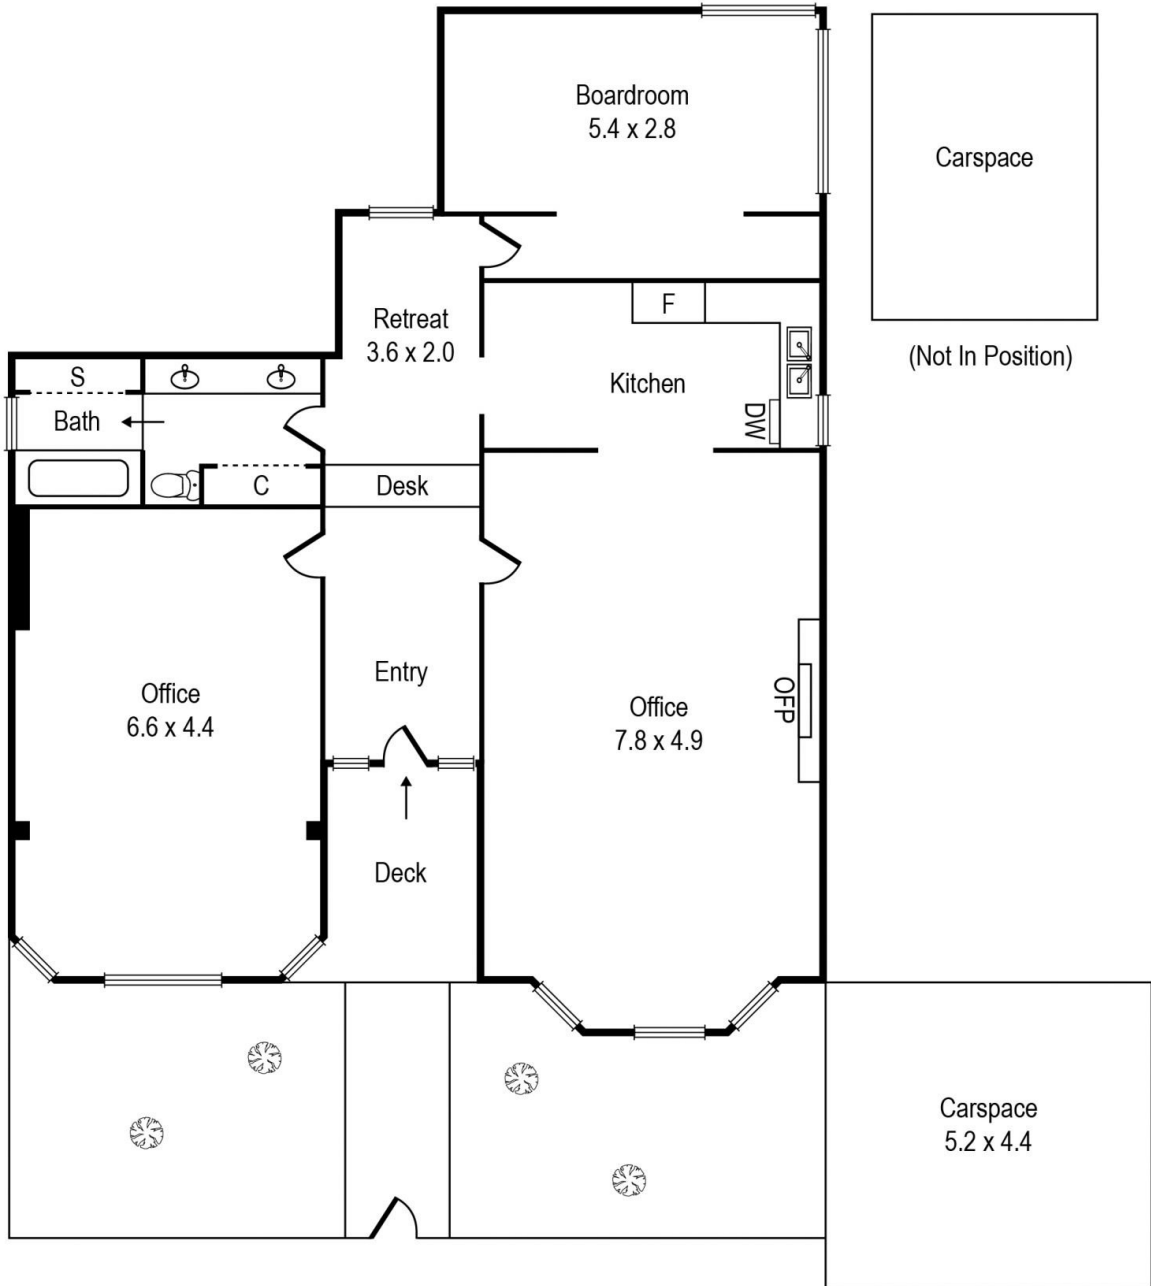 Boardroom
5.4 x 2.8
Carspace
(Not In Position)
Retreat
3.6 x 2.0
F
Kitchen
DW
S
Bath
C
Desk
Entry
Office
6.6 x 4.4
Office
7.8 x 4.9
OFP
Deck
Carspace
5.2 x 4.4